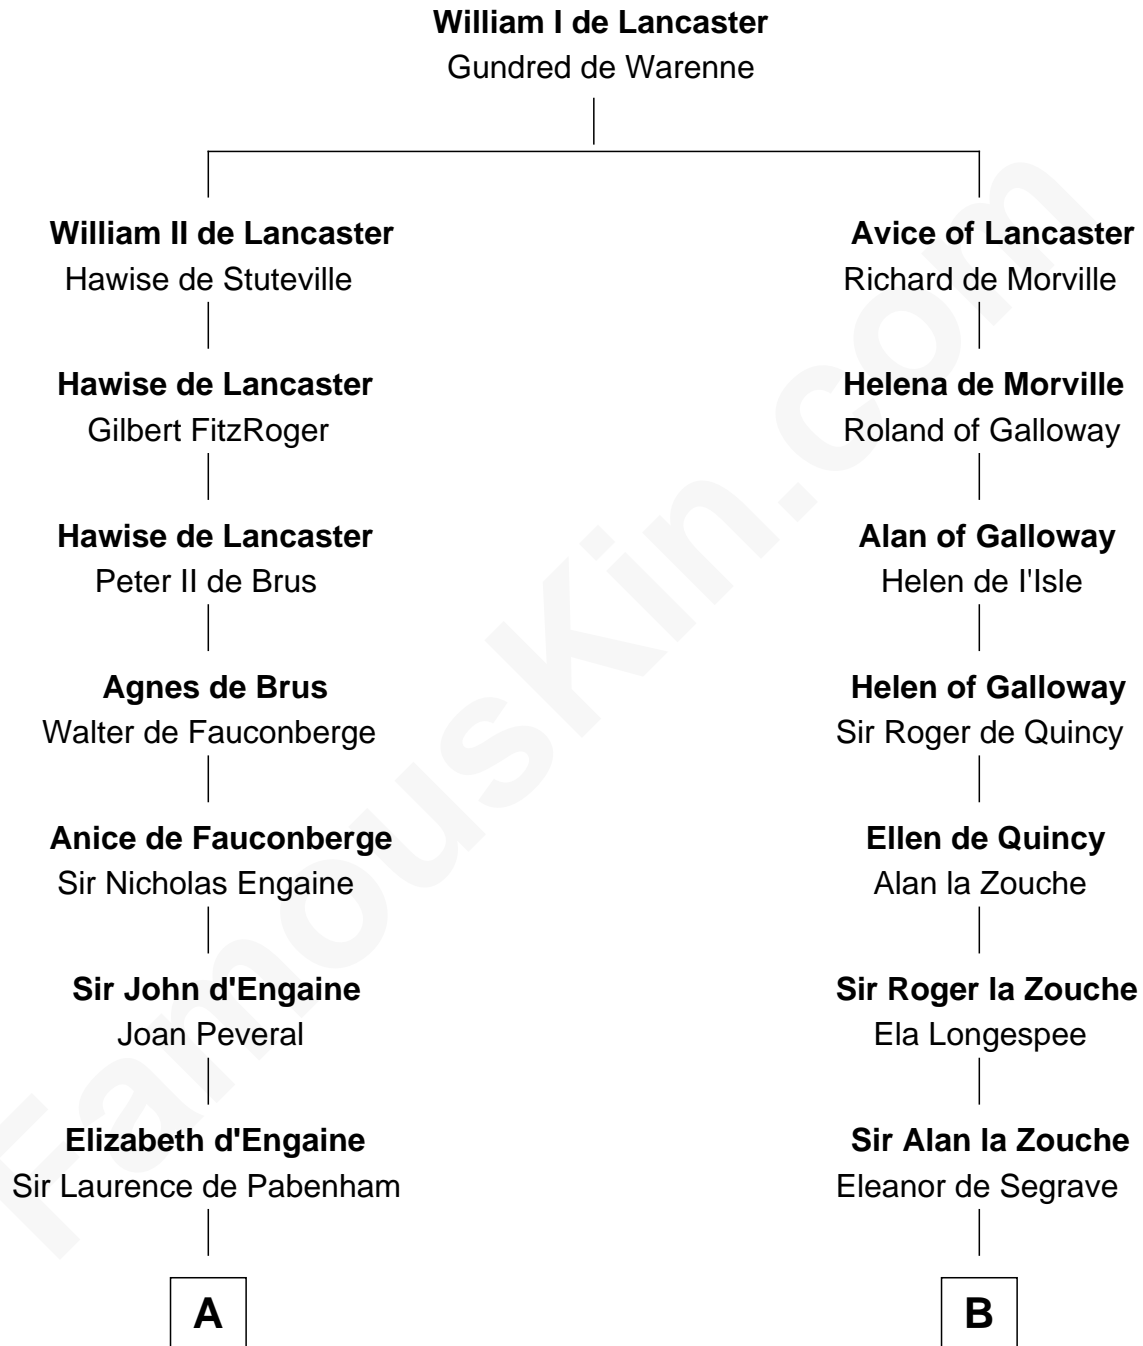 William I de Lancaster
Gundred de Warenne
William II de Lancaster
Hawise de Stuteville
Hawise de Lancaster
Gilbert FitzRoger
Hawise de Lancaster
Peter II de Brus
Agnes de Brus
Walter de Fauconberge
Anice de Fauconberge
Sir Nicholas Engaine
Sir John d'Engaine
Joan Peveral
Elizabeth d'Engaine
Sir Laurence de Pabenham
A
Avice of Lancaster
Richard de Morville
Helena de Morville
Roland of Galloway
Alan of Galloway
Helen de I'Isle
Helen of Galloway
Sir Roger de Quincy
Ellen de Quincy
Alan la Zouche
Sir Roger la Zouche
Ela Longespee
Sir Alan la Zouche
Eleanor de Segrave
B
FamousKin.com